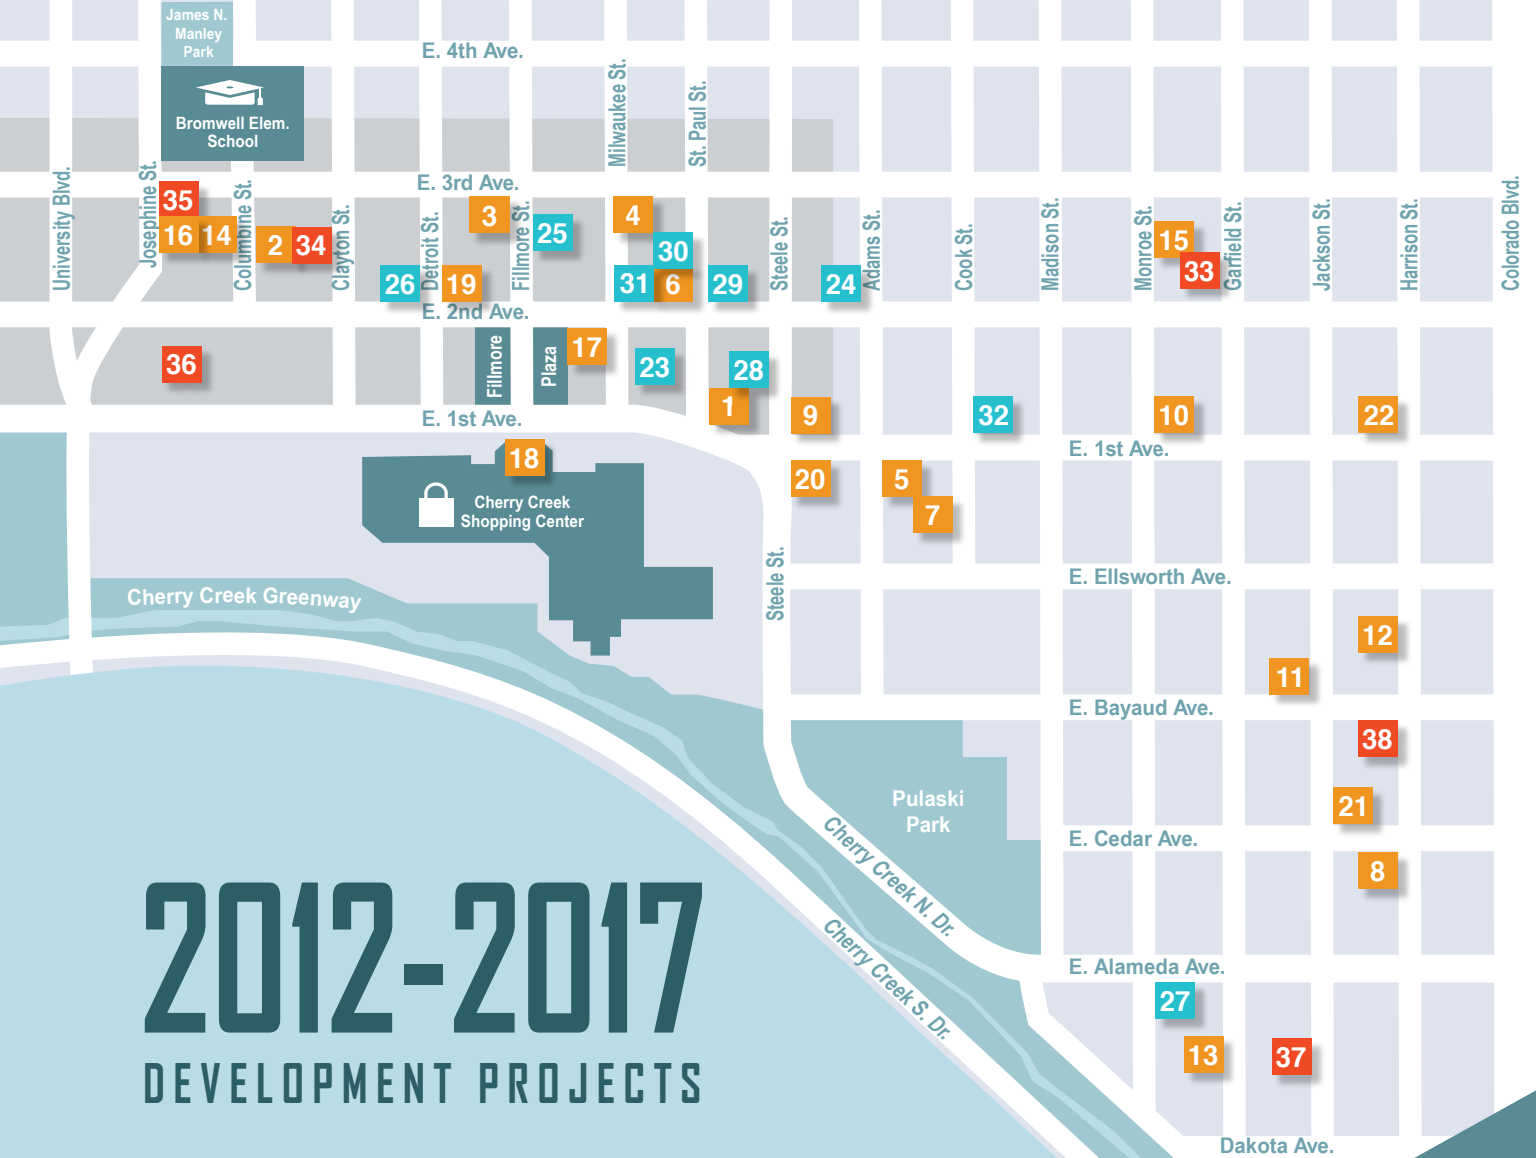 James N.
Manley
Park
E. 4th Ave.
Bromwell Elem.
School
Milwaukee St.
St. Paul St.
University Blvd.
Josephine St.
Columbine St.
Clayton St.
Detroit St.
E. 3rd Ave.
Fillmore St.
Steele St.
Adams St.
Cook St.
Madison St.
Monroe St.
Garfield St.
Jackson St.
Harrison St.
Colorado Blvd.
35
16
14
2
34
3
4
25
30
15
33
26
19
31
6
29
24
E. 2nd Ave.
36
Fillmore
Plaza
17
23
28
1
9
32
10
22
E. 1st Ave.
E. 1st Ave.
18
20
5
7
Cherry Creek
Shopping Center
Steele St.
E. Ellsworth Ave.
Cherry Creek Greenway
12
11
E. Bayaud Ave.
38
Pulaski
Park
21
E. Cedar Ave.
8
Cherry Creek N. Dr.
Cherry Creek S. Dr.
2012-2017
DEVELOPMENT PROJECTS
E. Alameda Ave.
27
13
37
Dakota Ave.